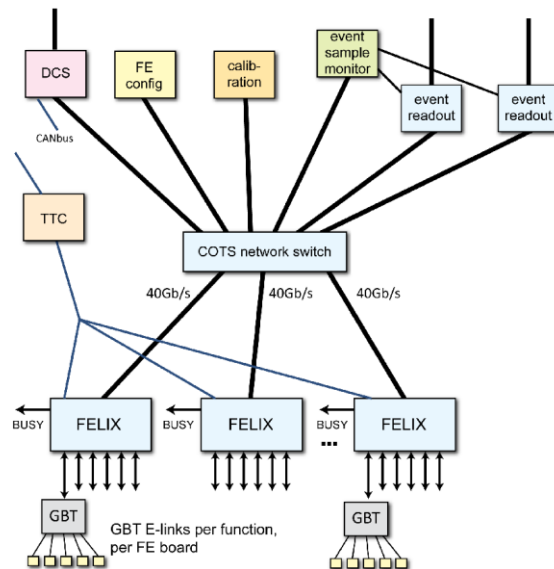 DCS
FE
config
calib-
ration
event
sample
monitor
event
readout
event
readout
CANbus
TTC
COTS network switch
40Gb/s
40Gb/s
40Gb/s
FELIX
FELIX
FELIX
BUSY
BUSY
BUSY
...
GBT
GBT
GBT E-links per function,
per FE board